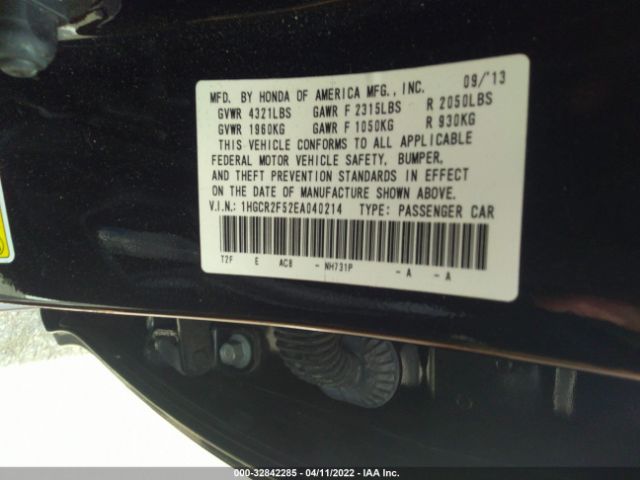 MFD. BY HONDA OF AMERICA MFG., INC. 09/'13
GVWR 4321LBS GAWR F 2315LBS R 2050LBS
GVWR 1960KG GAWR F 1050KG R 930KG
THIS VEHICLE CONFORMS TO ALL APPLICABLE
FEDERAL MOTOR VEHICLE SAFETY, BUMPER,
AND THEFT PREVENTION STANDARDS IN EFFECT
ON THE DATE OF MANUFACTURE SHOWN ABOVE.
V.I.N.: 1HGCR2F52EA040214 TYPE: PASSENGER CAR
T2F E AC8 - NH731P - A - A
000-32842285 - 04/11/2022 - IAA Inc.